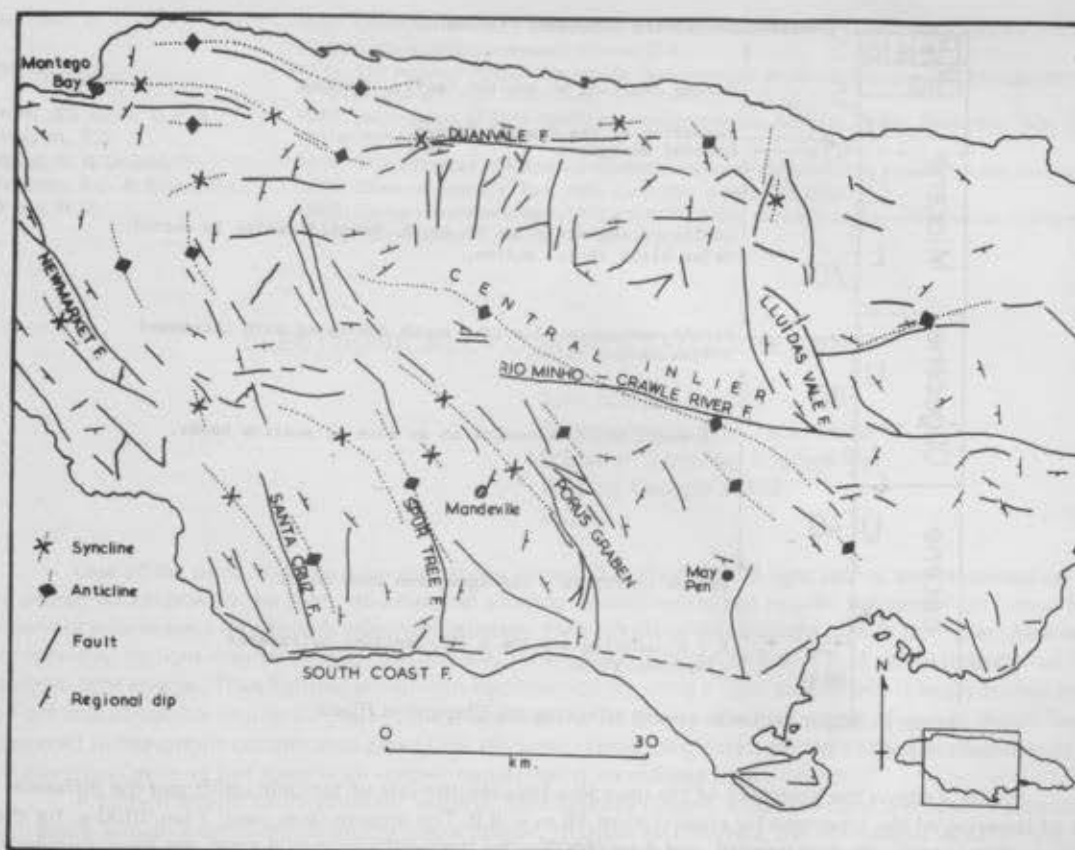 Montego
Bay
DUANVALE F.
NEWMARKET F.
CENTRAL INLIER
LLUIDAS VALE F.
RIO MINHO – CRAWLE RIVER F.
SANTA CRUZ F.
SPUR TREE F.
Mandeville
PORUS GRABEN
May
Pen
Syncline
Anticline
Fault
Regional dip
SOUTH COAST F.
N
0 30
km.